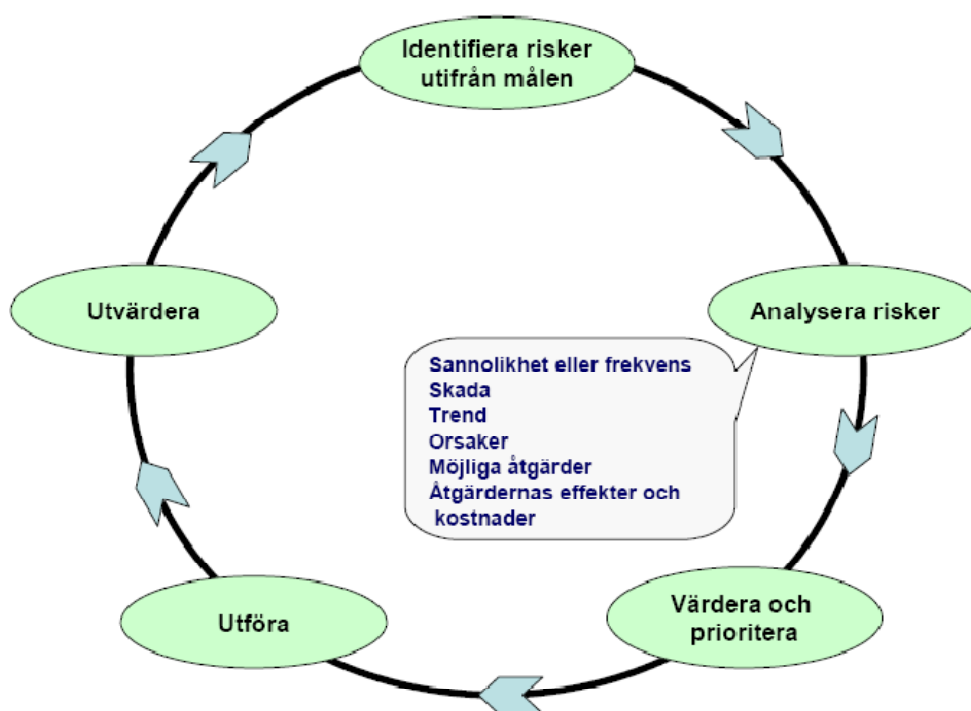 Identifiera risker
utifrån målen
Analysera risker
Sannolikhet eller frekvens
Skada
Trend
Orsaker
Möjliga åtgärder
Åtgärdernas effekter och
kostnader
Värdera och
prioritera
Utföra
Utvärdera